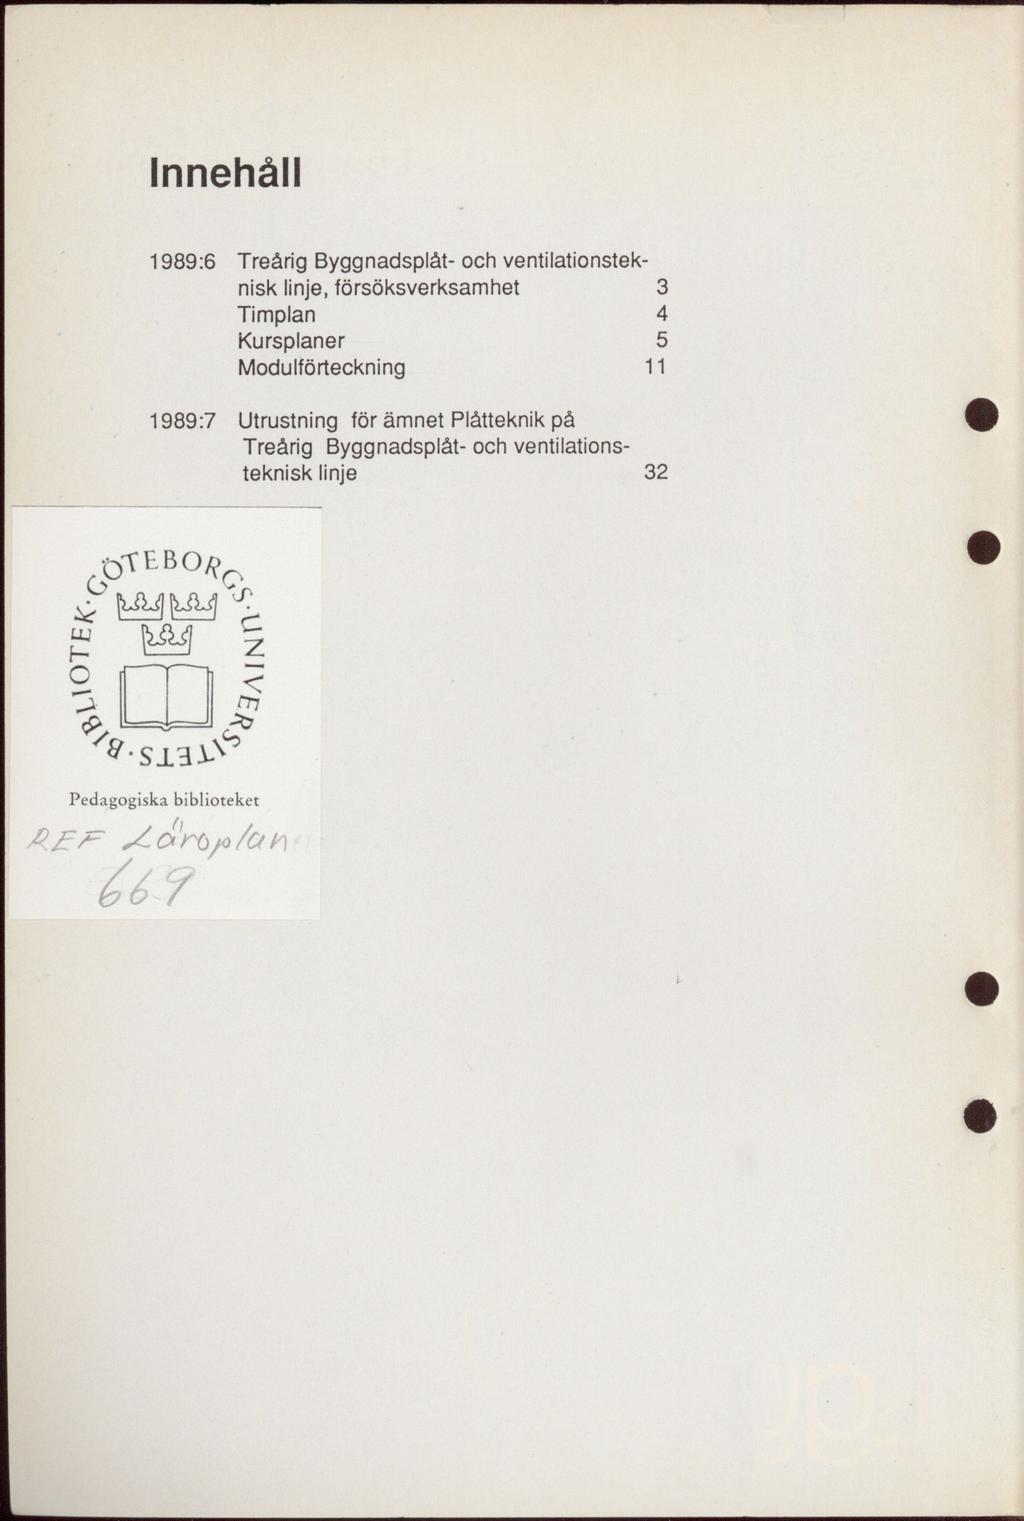 Innehåll
1989:6 Treårig Byggnadsplåt- och ventilationstek-
nisk linje, försöksverksamhet 3
Timplan 4
Kursplaner 5
Modulförteckning 11
1989:7 Utrustning för ämnet Plåtteknik på
Treårig Byggnadsplåt- och ventilations-
teknisk linje 32
GÖTEBORGS·UNIVERSITETS·BIBLIOTEK·
Pedagogiska biblioteket
REF Läroplaner
669